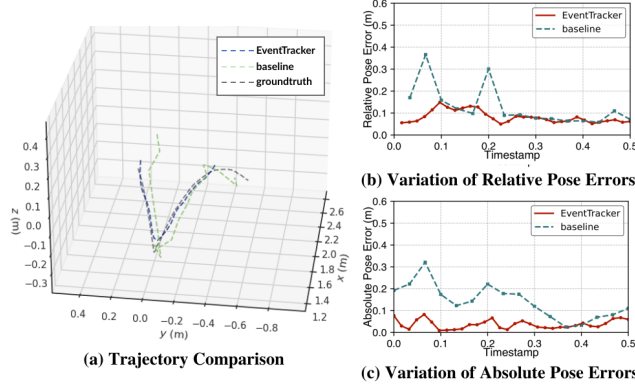 EventTracker
baseline
groundtruth
0.4
0.3
0.2
0.1
0.0
-0.1
-0.2
-0.3
z (m)
0.4
0.2
0.0
-0.2
-0.4
-0.6
-0.8
y (m)
2.6
2.4
2.2
2.0
1.8
1.6
1.4
1.2
x (m)
(a) Trajectory Comparison
0.6
0.5
0.4
0.3
0.2
0.1
0.0
Relative Pose Error (m)
EventTracker
baseline
0.0
0.1
0.2
0.3
0.4
0.5
Timestamp
(b) Variation of Relative Pose Errors
0.6
0.5
0.4
0.3
0.2
0.1
0.0
Absolute Pose Error (m)
EventTracker
baseline
0.0
0.1
0.2
0.3
0.4
0.5
Timestamp
(c) Variation of Absolute Pose Errors